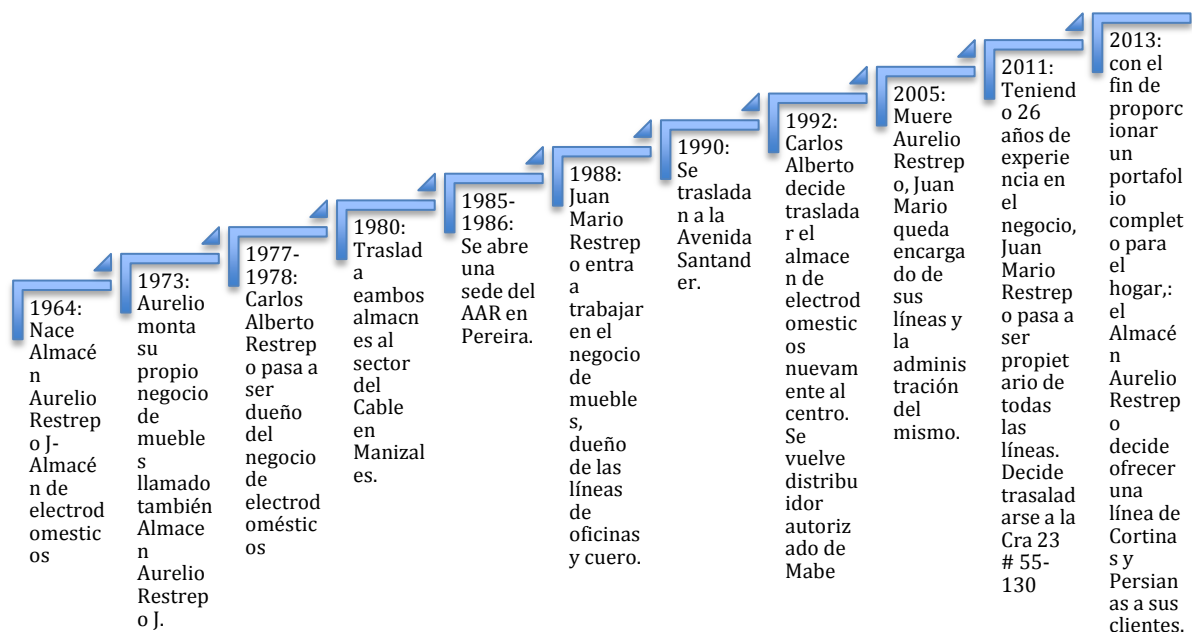 1964:
Nace
Almacé
n
Aurelio
Restrep
o J-
Almacé
n de
electrod
omestic
os
1973:
Aurelio
monta
su
propio
negocio
de
mueble
s
llamado
también
Almace
n
Aurelio
Restrep
o J.
1977-
1978:
Carlos
Alberto
Restrep
o pasa a
ser
dueño
del
negocio
de
electrod
oméstic
os
1980:
Traslad
a
eambos
almacn
es al
sector
del
Cable
en
Manizal
es.
1985-
1986:
Se abre
una
sede del
AAR en
Pereira.
1988:
Juan
Mario
Restrep
o entra
a
trabajar
en el
negocio
de
mueble
s,
dueño
de las
líneas
de
oficinas
y cuero.
1990:
Se
traslada
n a la
Avenida
Santand
er.
1992:
Carlos
Alberto
decide
traslada
r el
almace
n de
electrod
omestic
os
nuevam
ente al
centro.
Se
vuelve
distribu
idor
autoriz
ado de
Mabe
2005:
Muere
Aurelio
Restrep
o, Juan
Mario
queda
encarga
do de
sus
líneas y
la
adminis
tración
del
mismo.
2011:
Teniend
o 26
años de
experie
ncia en
el
negocio,
Juan
Mario
Restrep
o pasa a
ser
propiet
ario de
todas
las
líneas.
Decide
trasalad
arse a la
Cra 23
# 55-
130
2013:
con el
fin de
proporc
ionar
un
portafol
io
complet
o para
el
hogar,:
el
Almacé
n
Aurelio
Restrep
o
decide
ofrecer
una
línea de
Cortina
s y
Persian
as a sus
clientes.